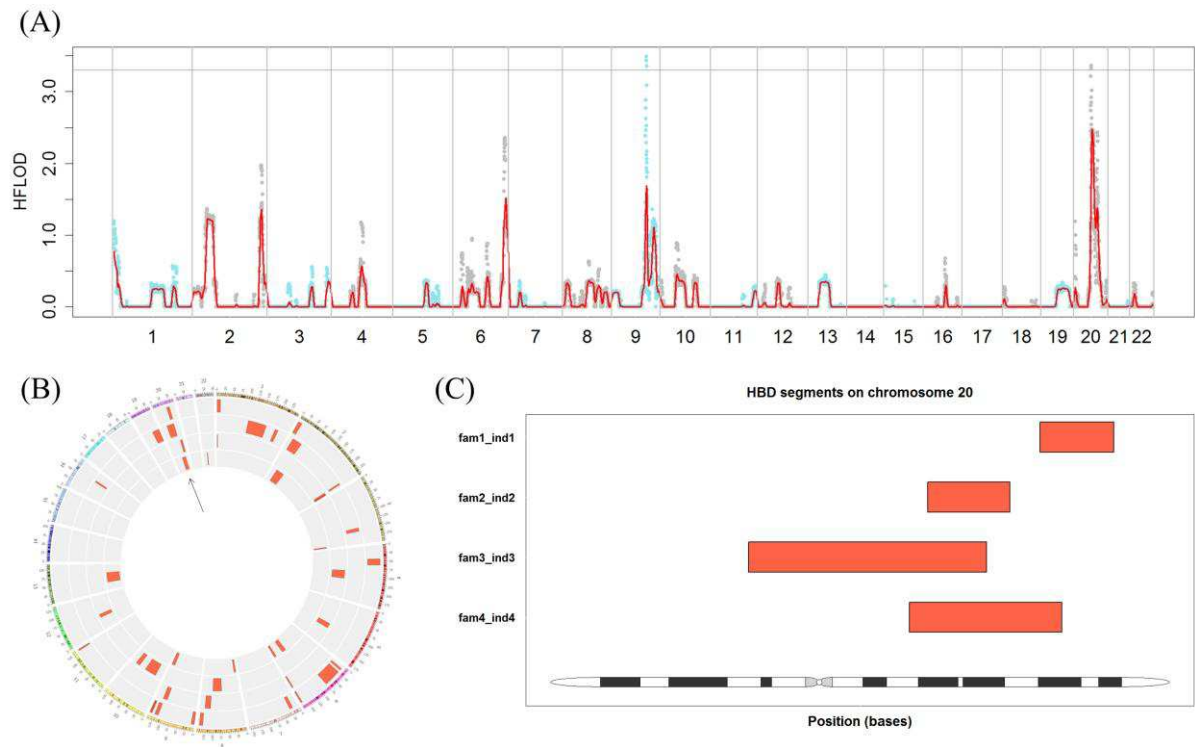 (A)
HFLOD
3.0
2.0
1.0
0.0
1 2 3 4 5 6 7 8 9 10 11 12 13 14 15 16 17 18 19 20 21 22
(B)
(C)
HBD segments on chromosome 20
fam1_ind1
fam2_ind2
fam3_ind3
fam4_ind4
Position (bases)